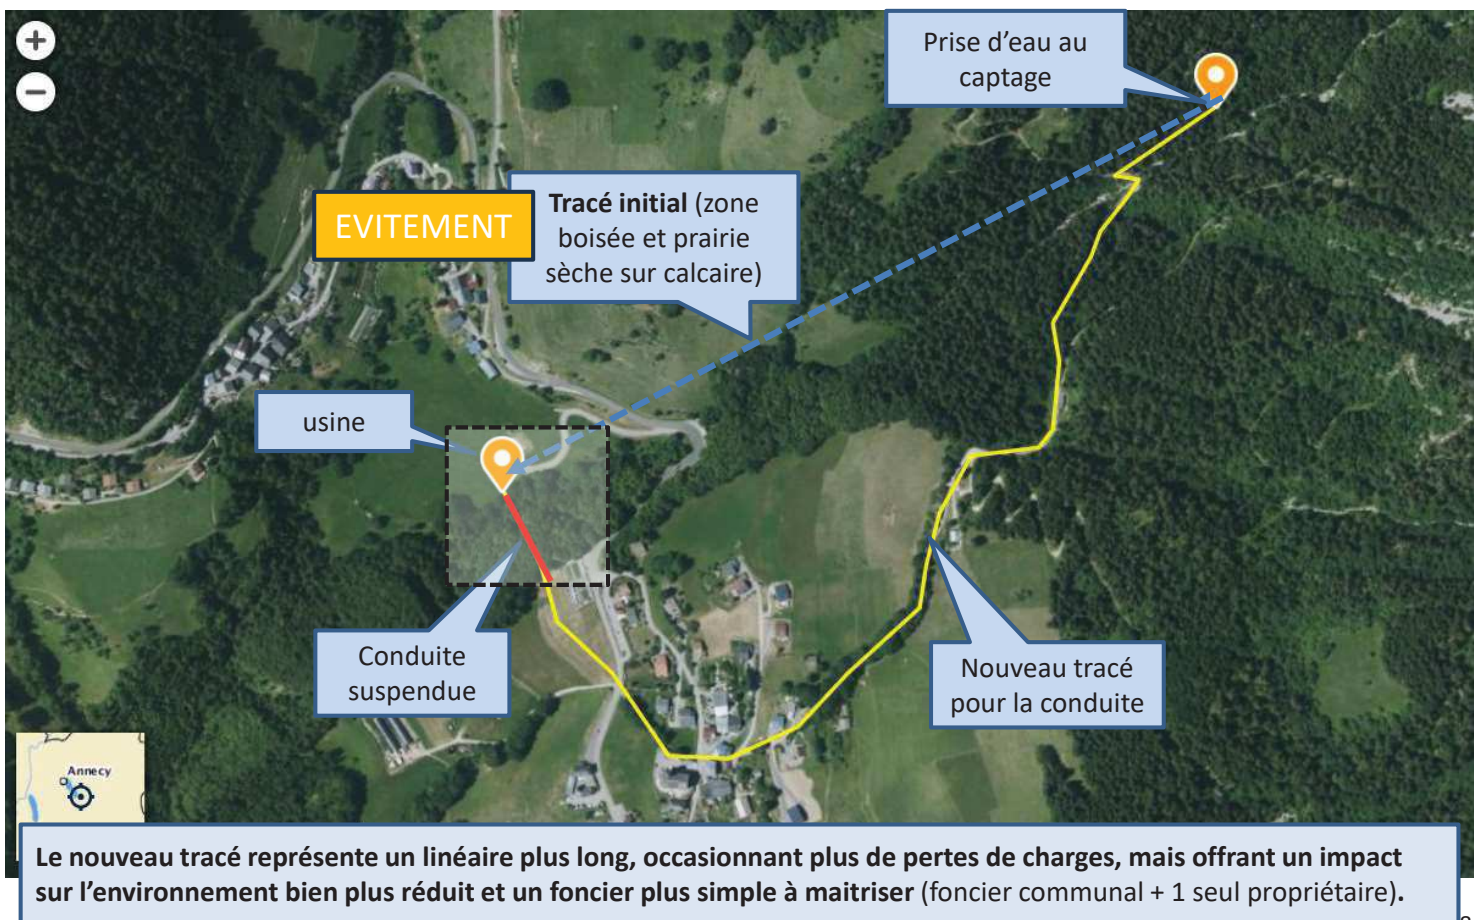 Prise d’eau au
captage
EVITEMENT
Tracé initial (zone
boisée et prairie
sèche sur calcaire)
usine
Conduite
suspendue
Nouveau tracé
pour la conduite
Annecy
Le nouveau tracé représente un linéaire plus long, occasionnant plus de pertes de charges, mais offrant un impact
sur l’environnement bien plus réduit et un foncier plus simple à maitriser (foncier communal + 1 seul propriétaire).